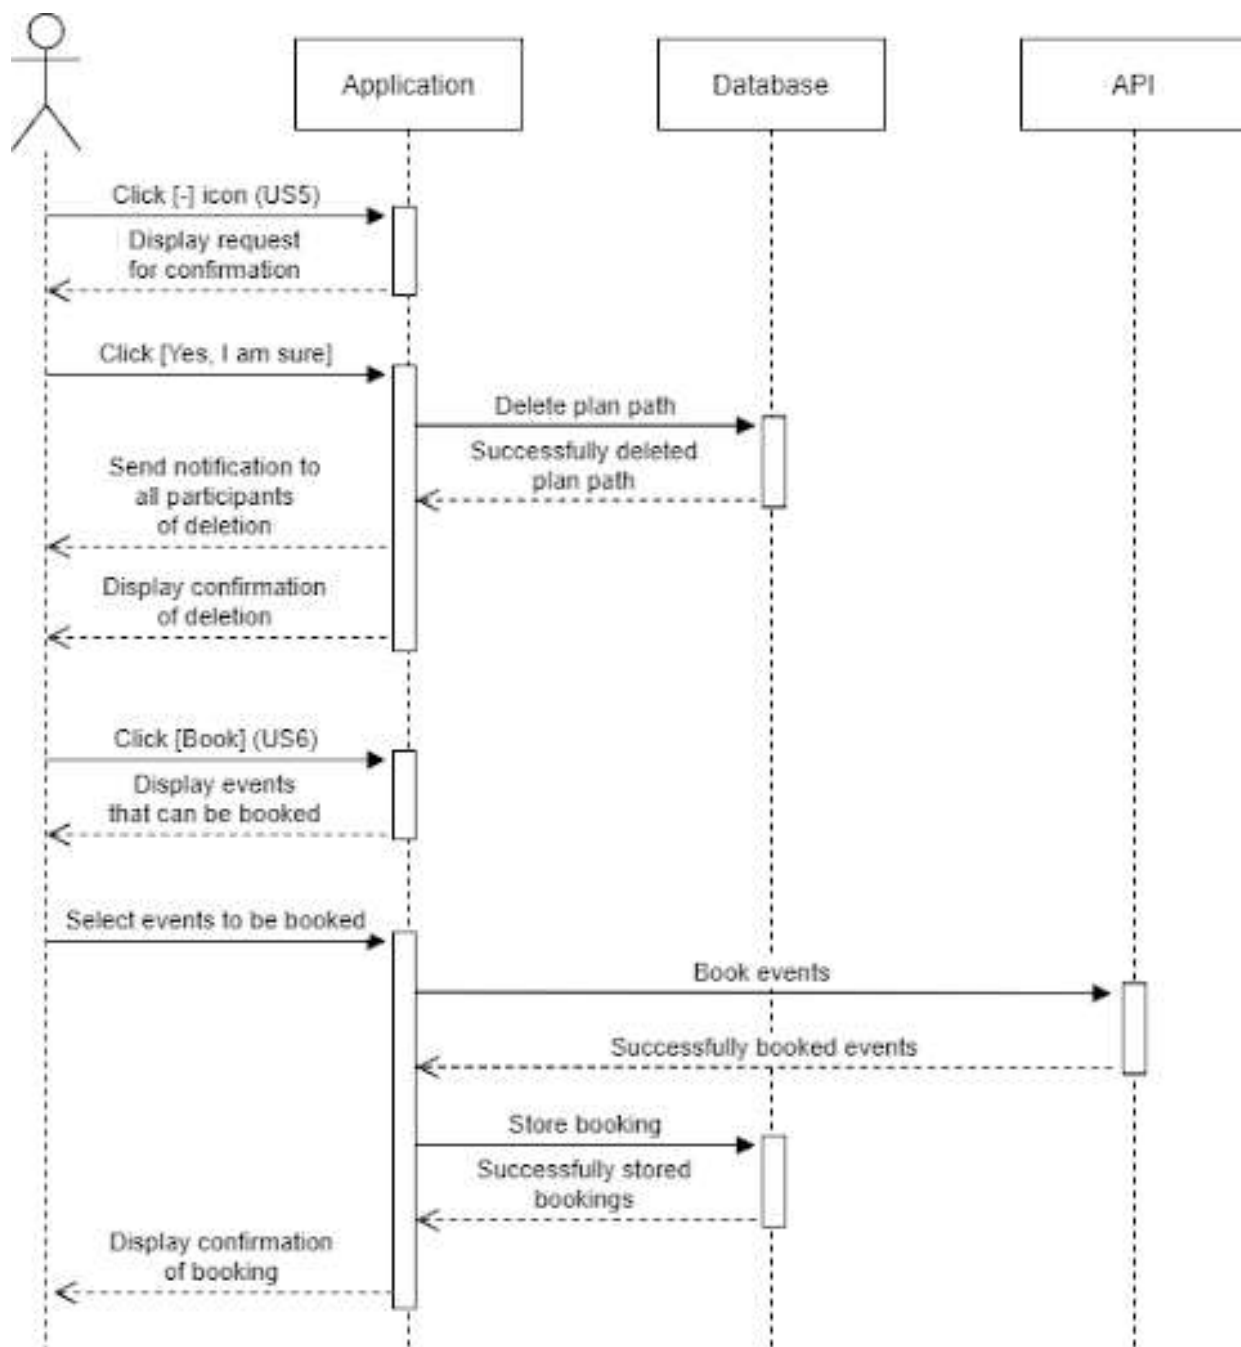 Application
Database
API
Click [-] icon (US5)
Display request
for confirmation
Click [Yes, I am sure]
Delete plan path
Successfully deleted
plan path
Send notification to
all participants
of deletion
Display confirmation
of deletion
Click [Book] (US6)
Display events
that can be booked
Select events to be booked
Book events
Successfully booked events
Store booking
Successfully stored
bookings
Display confirmation
of booking